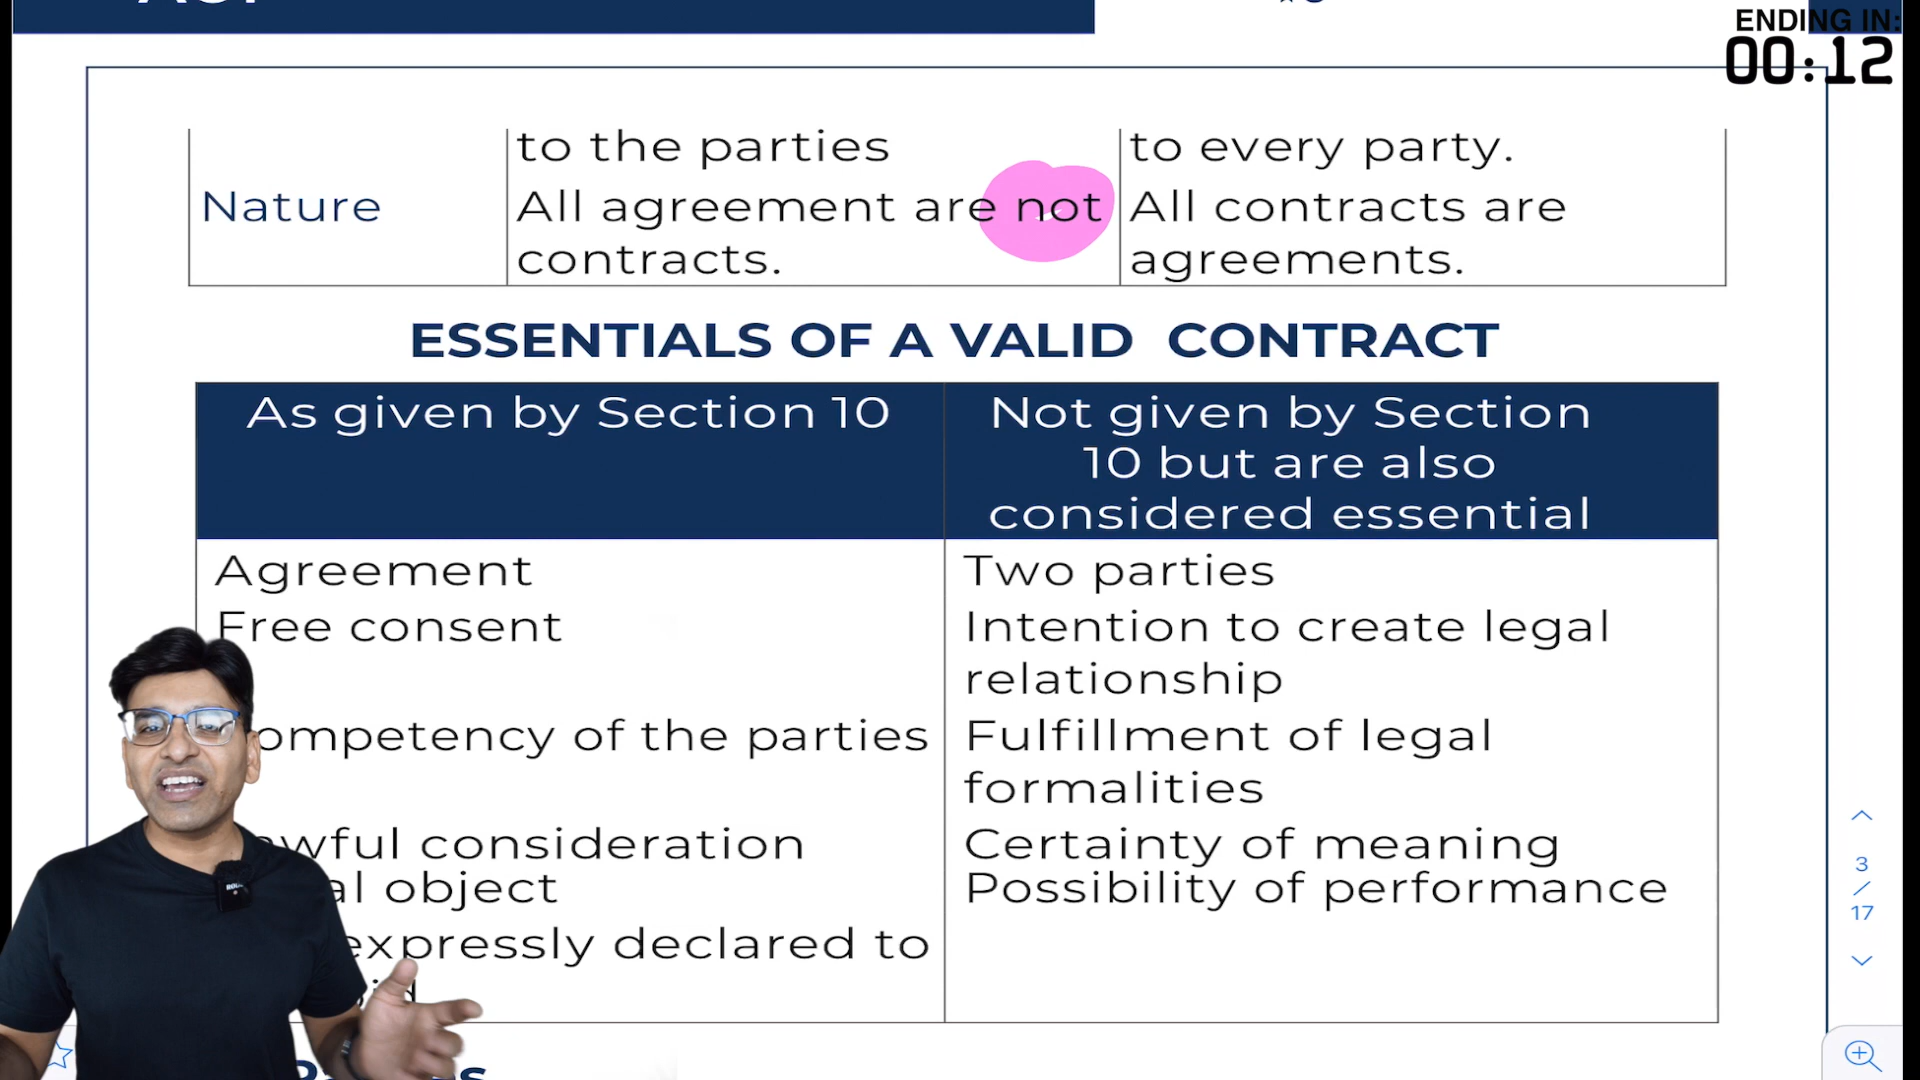 ENDING IN:
00:12
to the parties
to every party.
Nature
All agreement are not
contracts.
All contracts are
agreements.
ESSENTIALS OF A VALID CONTRACT
As given by Section 10
Not given by Section
10 but are also
considered essential
Agreement
Two parties
Free consent
Intention to create legal
relationship
ompetency of the parties
Fulfillment of legal
formalities
wful consideration
Certainty of meaning
al object
Possibility of performance
expressly declared to
3
/
17